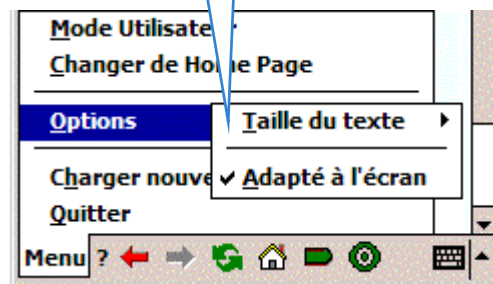 Mode Utilisate
Changer de Home Page
Options
Taille du texte
Adapté à l'écran
Charger nouve
Quitter
Menu ?